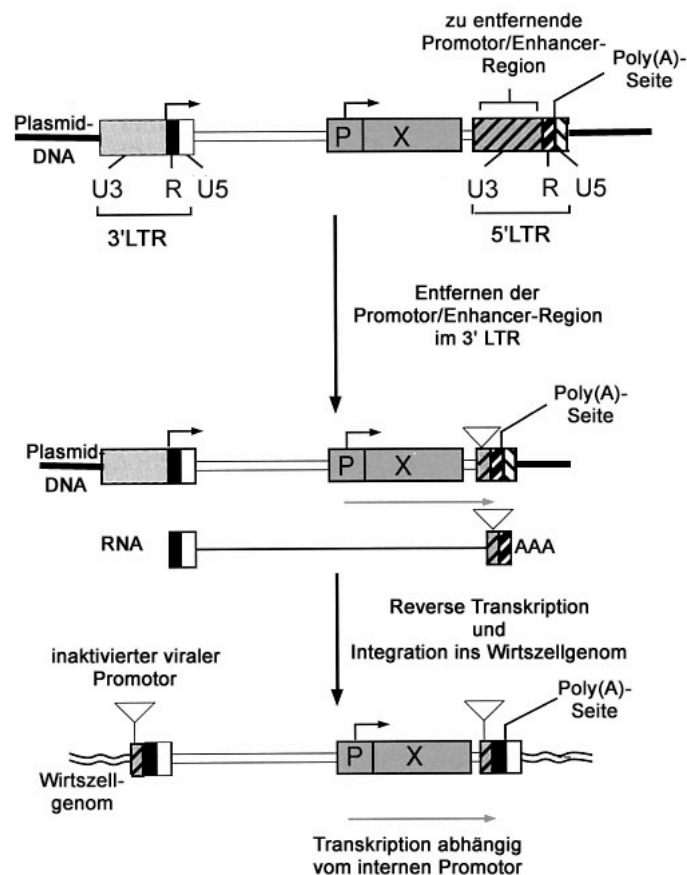 zu entfernende
Promotor/Enhancer-
Region
Poly(A)-
Seite
Plasmid-
DNA
P
X
U3
R
U5
U3
R
U5
3'LTR
5'LTR
Entfernen der
Promotor/Enhancer-Region
im 3' LTR
Poly(A)-
Seite
Plasmid-
DNA
P
X
RNA
AAA
Reverse Transkription
und
Integration ins Wirtszellgenom
inaktivierter viraler
Promotor
Poly(A)-
Seite
P
X
Wirtszell-
genom
Transkription abhängig
vom internen Promotor